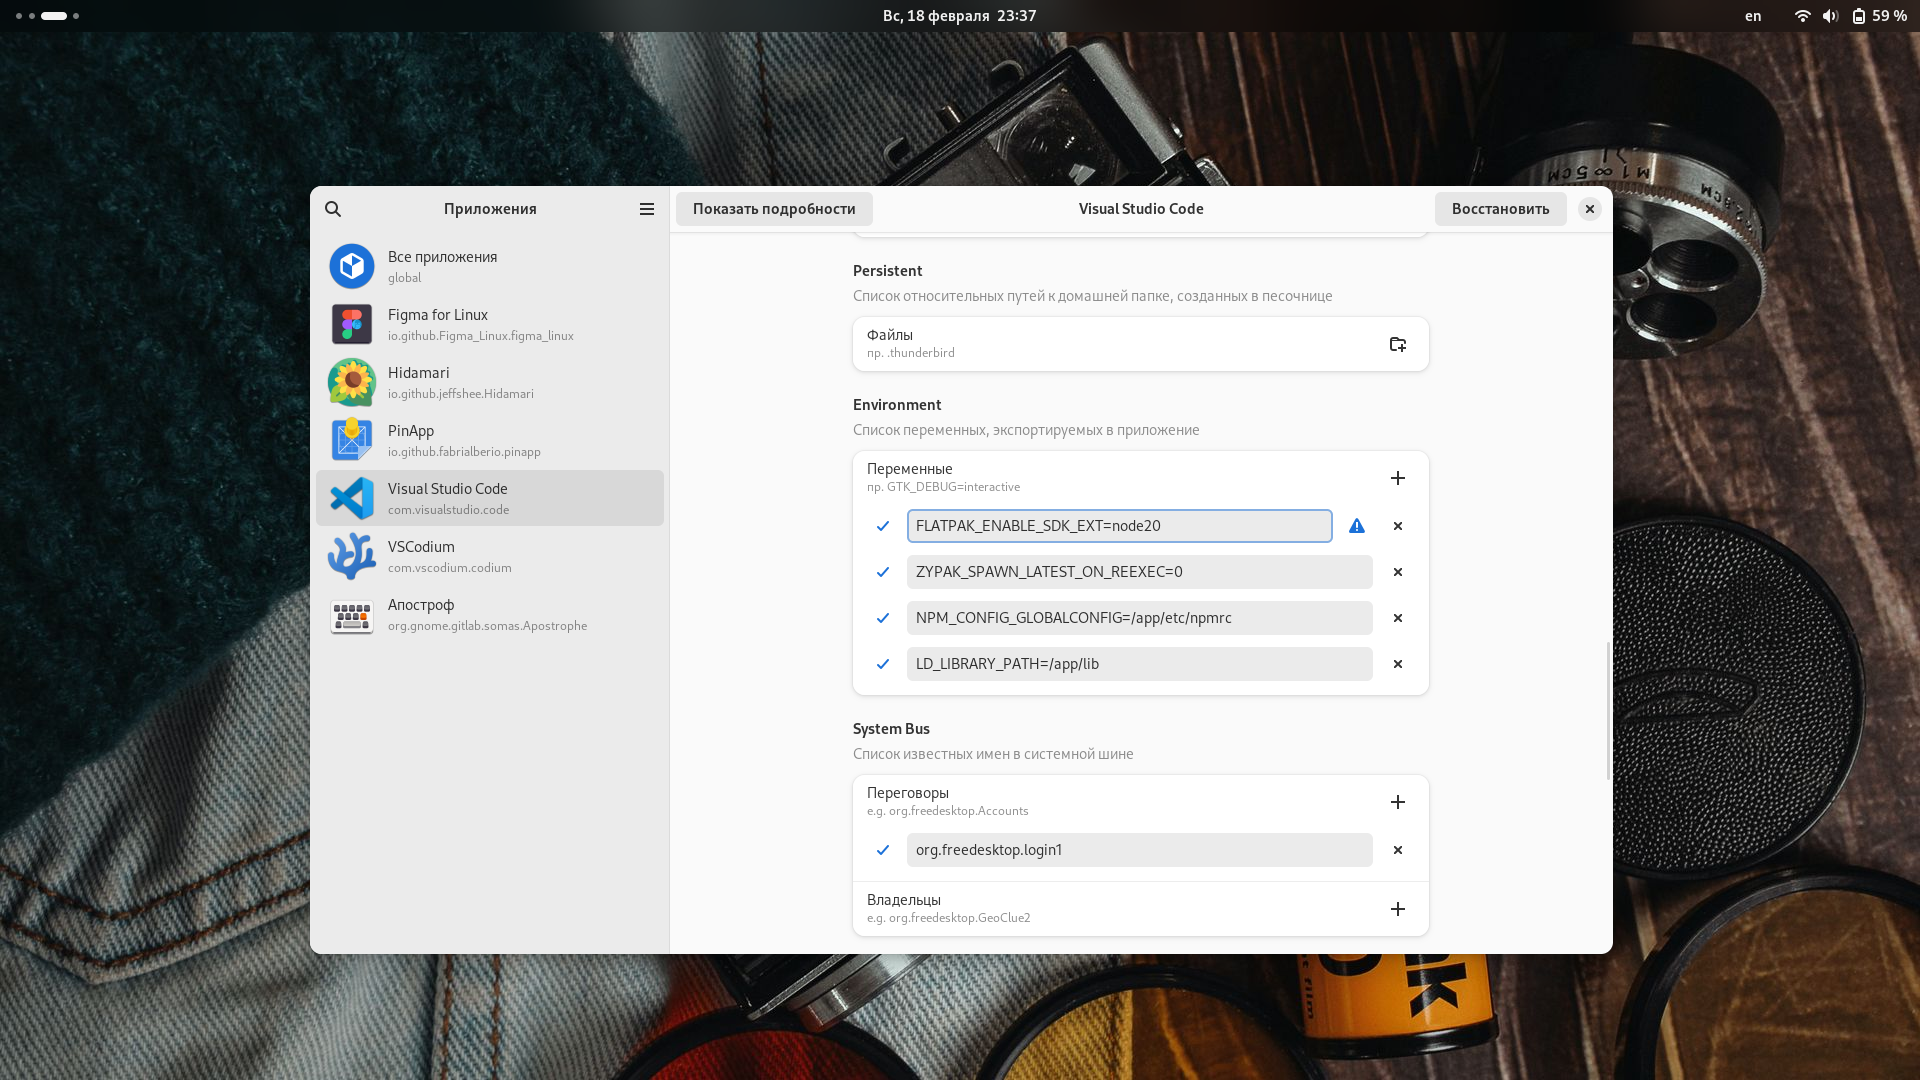 Вс, 18 февраля 23:37
en
59 %
Приложения
Показать подробности
Visual Studio Code
Восстановить
Все приложения
global
Figma for Linux
io.github.Figma_Linux.figma_linux
Hidamari
io.github.jeffshee.Hidamari
PinApp
io.github.fabrialberio.pinapp
Visual Studio Code
com.visualstudio.code
VSCodium
com.vscodium.codium
Апостроф
org.gnome.gitlab.somas.Apostrophe
Persistent
Список относительных путей к домашней папке, созданных в песочнице
Файлы
пр. .thunderbird
Environment
Список переменных, экспортируемых в приложение
Переменные
пр. GTK_DEBUG=interactive
FLATPAK_ENABLE_SDK_EXT=node20
ZYPAK_SPAWN_LATEST_ON_REEXEC=0
NPM_CONFIG_GLOBALCONFIG=/app/etc/npmrc
LD_LIBRARY_PATH=/app/lib
System Bus
Список известных имен в системной шине
Переговоры
e.g. org.freedesktop.Accounts
org.freedesktop.login1
Владельцы
e.g. org.freedesktop.GeoClue2